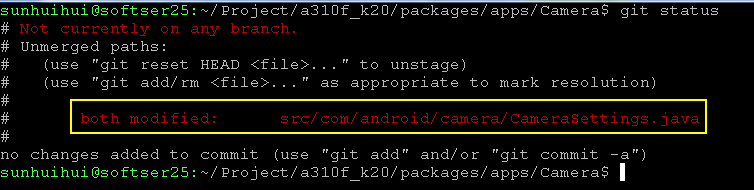 sunhuihui@softser25:~/Project/a310f_k20/packages/apps/Camera$ git status
# Not currently on any branch.
# Unmerged paths:
#   (use "git reset HEAD <file>..." to unstage)
#   (use "git add/rm <file>..." as appropriate to mark resolution)
#
#       both modified:      src/com/android/camera/CameraSettings.java
#
no changes added to commit (use "git add" and/or "git commit -a")
sunhuihui@softser25:~/Project/a310f_k20/packages/apps/Camera$